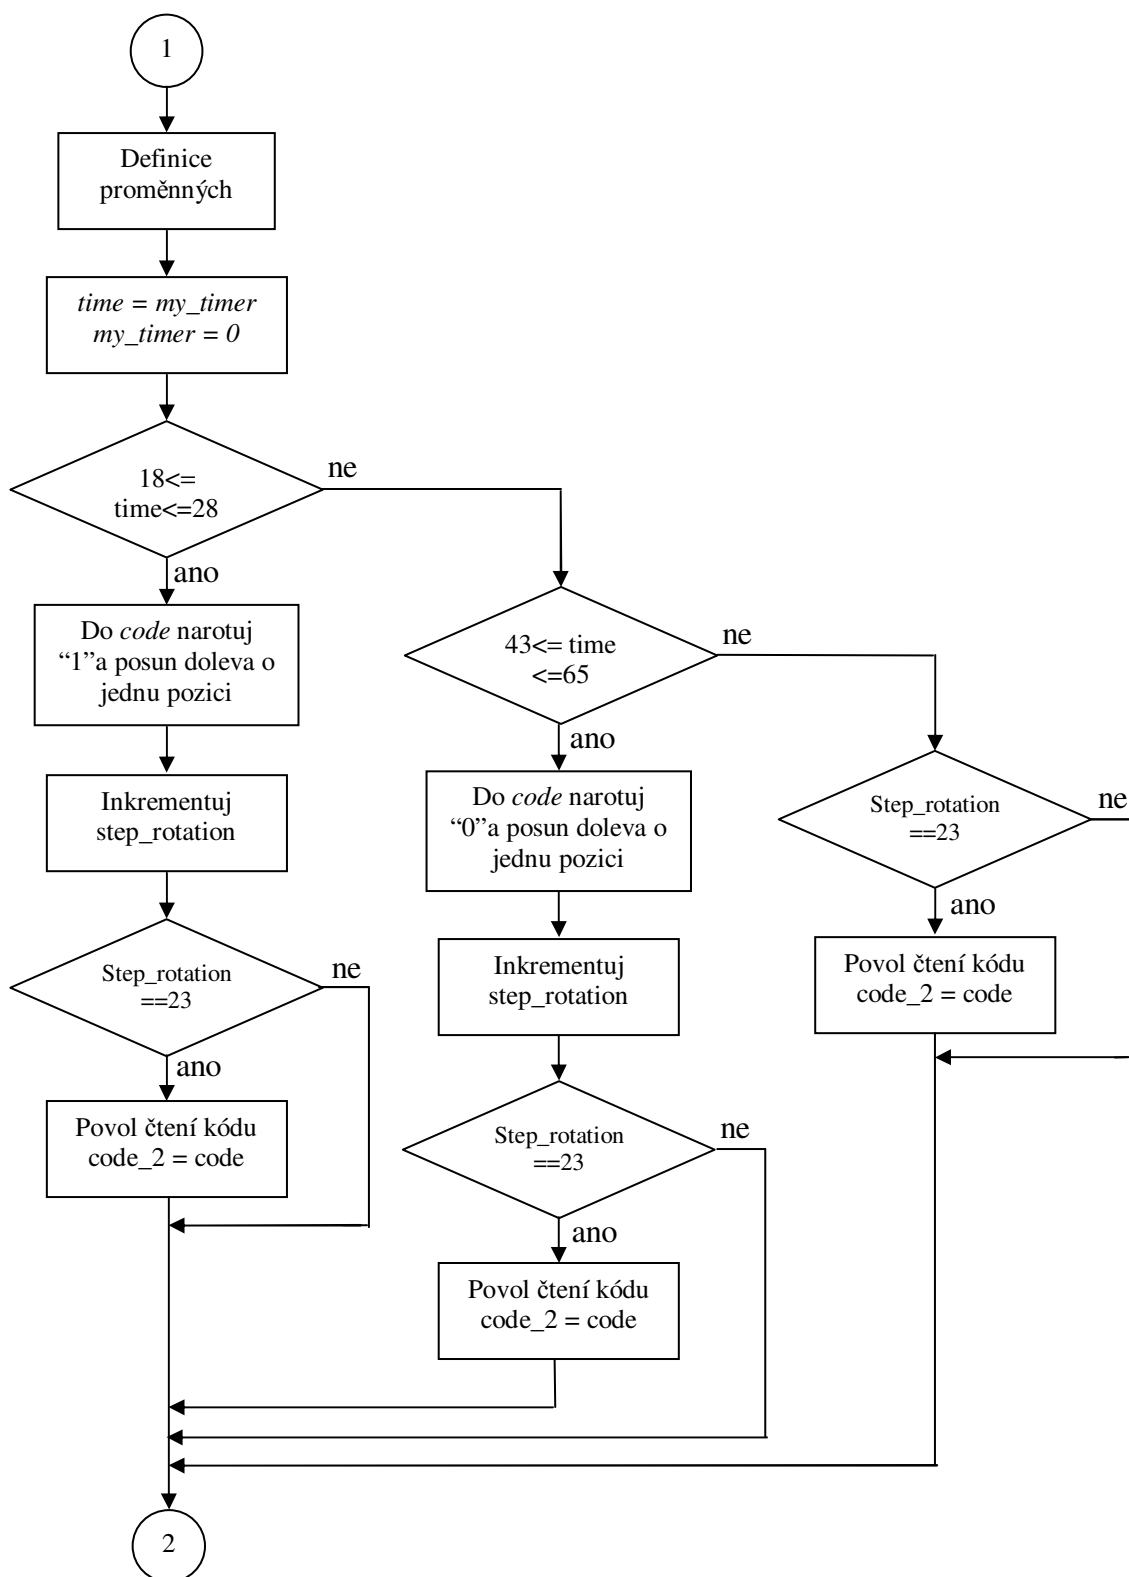 1
Definice
proměnných
time = my_timer
my_timer = 0
18<=
time<=28
ne
ano
Do code narotuj
“1”a posun doleva o
jednu pozici
Inkrementuj
step_rotation
Step_rotation
==23
ne
ano
Povol čtení kódu
code_2 = code
43<= time
<=65
ne
ano
Do code narotuj
“0”a posun doleva o
jednu pozici
Inkrementuj
step_rotation
Step_rotation
==23
ne
ano
Povol čtení kódu
code_2 = code
Step_rotation
==23
ne
ano
Povol čtení kódu
code_2 = code
2